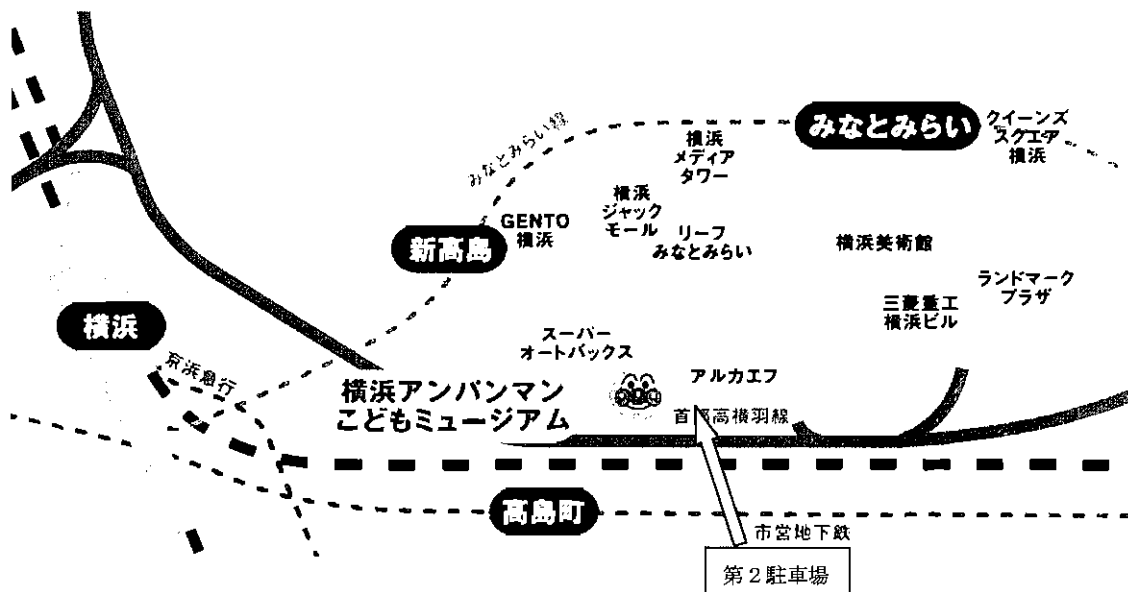 みなとみらい
クイーンズ
スクエア
横浜
みなとみらい線
横浜
メディア
タワー
GENTO
横浜
横浜
ジャック
モール
リーフ
みなとみらい
新高島
横浜美術館
ランドマーク
プラザ
三菱重工
横浜ビル
横浜
京浜急行
スーパー
オートバックス
横浜アンパンマン
こどもミュージアム
アルカエフ
首都高横羽線
高島町
市営地下鉄
第2駐車場